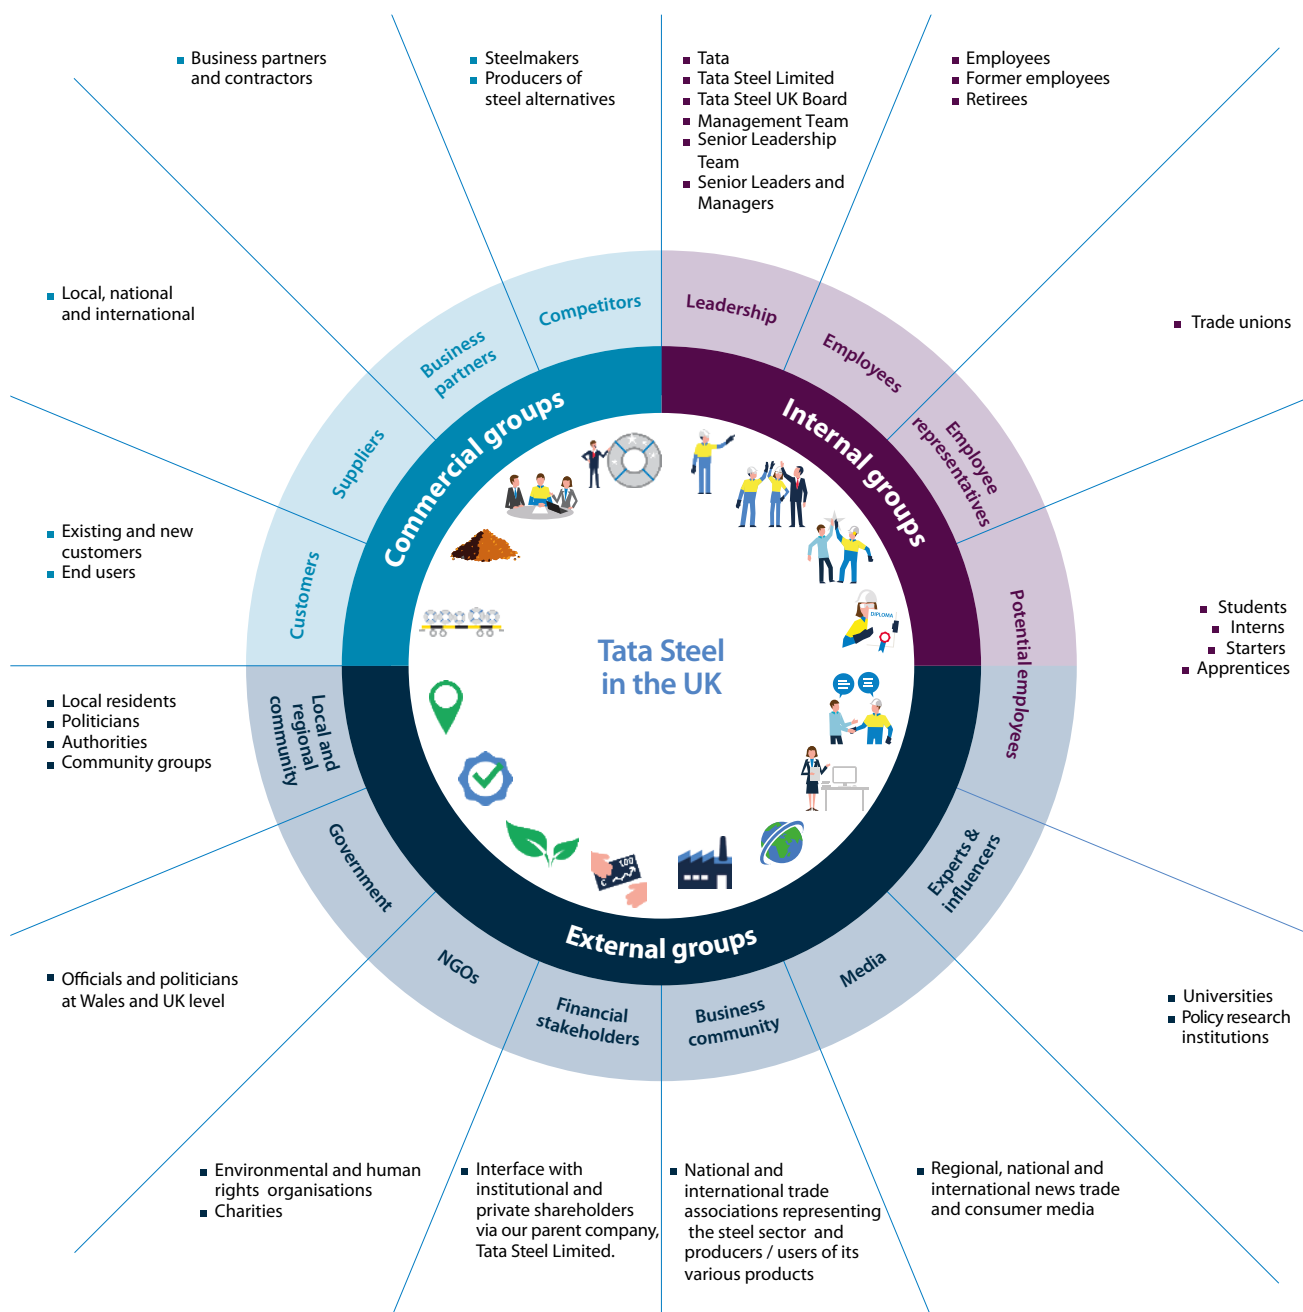 Business partners
and contractors
Steelmakers
Producers of
steel alternatives
Tata
Tata Steel Limited
Tata Steel UK Board
Management Team
Senior Leadership
Team
Senior Leaders and
Managers
Employees
Former employees
Retirees
Local, national
and international
Trade unions
Existing and new
customers
End users
Students
Interns
Starters
Apprentices
Competitors
Leadership
Business
partners
Employees
Suppliers
Employee
representatives
Customers
Potential employees
Commercial groups
Internal groups
DIPLOMA
Tata Steel
in the UK
Local residents
Politicians
Authorities
Community groups
Local and
regional
community
Government
NGOs
Financial
stakeholders
Business
community
Media
Experts &
influencers
External groups
100
€
Officials and politicians
at Wales and UK level
Universities
Policy research
institutions
Environmental and human
rights organisations
Charities
Interface with
institutional and
private shareholders
via our parent company,
Tata Steel Limited.
National and
international trade
associations representing
the steel sector and
producers / users of its
various products
Regional, national and
international news trade
and consumer media